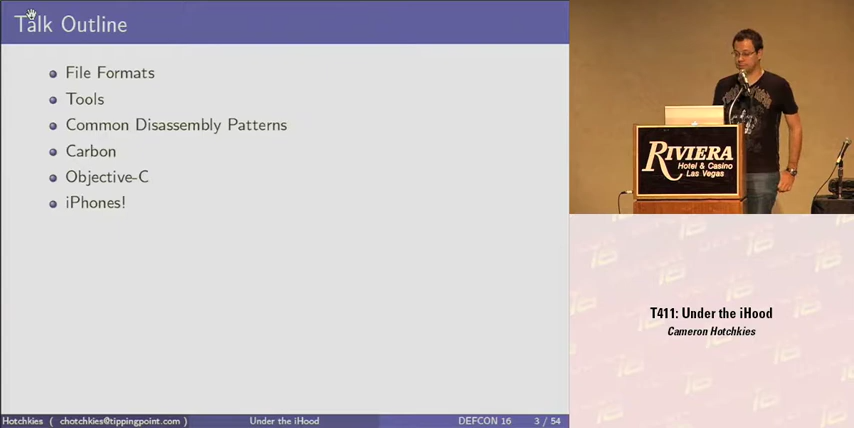 Talk Outline
File Formats
Tools
Common Disassembly Patterns
Carbon
Objective-C
iPhones!
Hotchkies ( chotchkies@tippingpoint.com )
Under the iHood
DEFCON 16
3 / 54
RIVIERA
Hotel & Casino
Las Vegas
T411: Under the iHood
Cameron Hotchkies